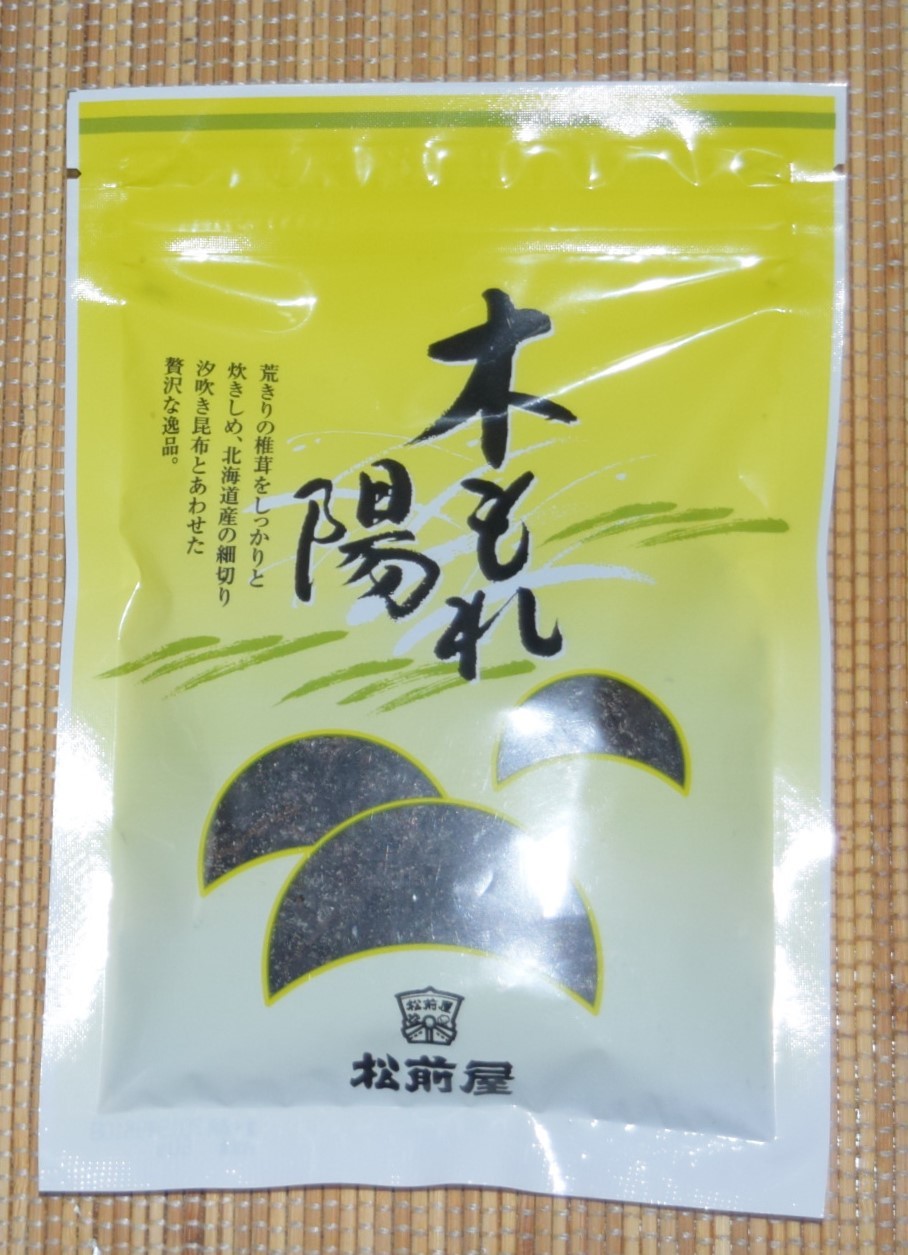 木もれ
陽
荒きりの椎茸をしっかりと
炊きしめ、北海道産の細切り
汐吹き昆布とあわせた
贅沢な逸品。
松前屋
松前屋